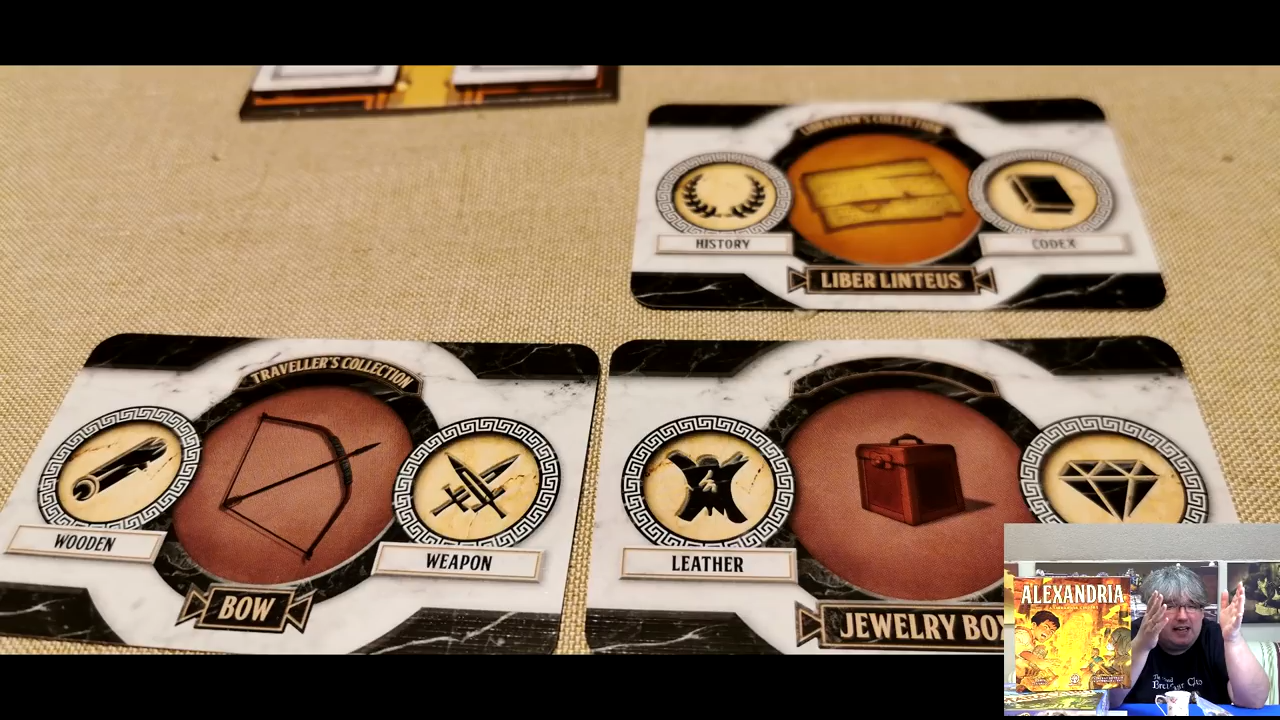 LIBRARIAN'S COLLECTION
HISTORY
CODEX
LIBER LINTEUS
TRAVELLER'S COLLECTION
WOODEN
WEAPON
BOW
LEATHER
JEWELRY BOX
ALEXANDRIA